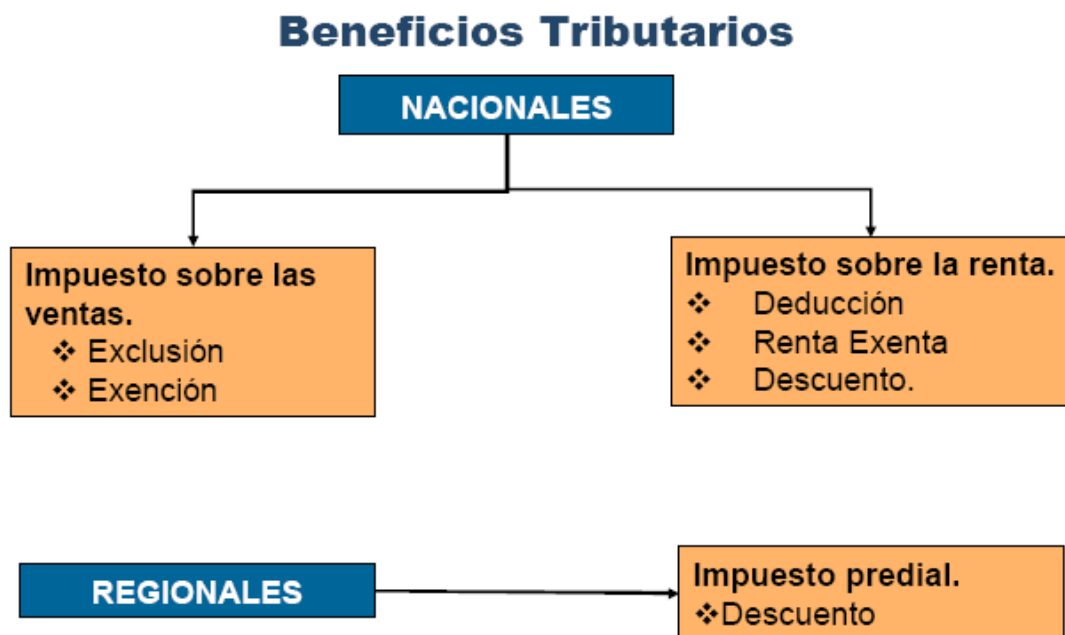 Beneficios Tributarios
NACIONALES
Impuesto sobre las
ventas.
❖ Exclusión
❖ Exención
Impuesto sobre la renta.
❖ Deducción
❖ Renta Exenta
❖ Descuento.
REGIONALES
Impuesto predial.
❖Descuento